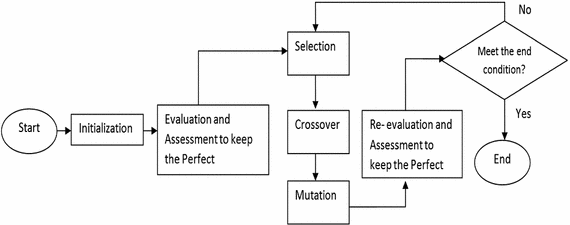 Start
Initialization
Evaluation and
Assessment to keep
the Perfect
Selection
Crossover
Mutation
Re-evaluation and
Assessment to
keep the Perfect
Meet the end
condition?
No
Yes
End